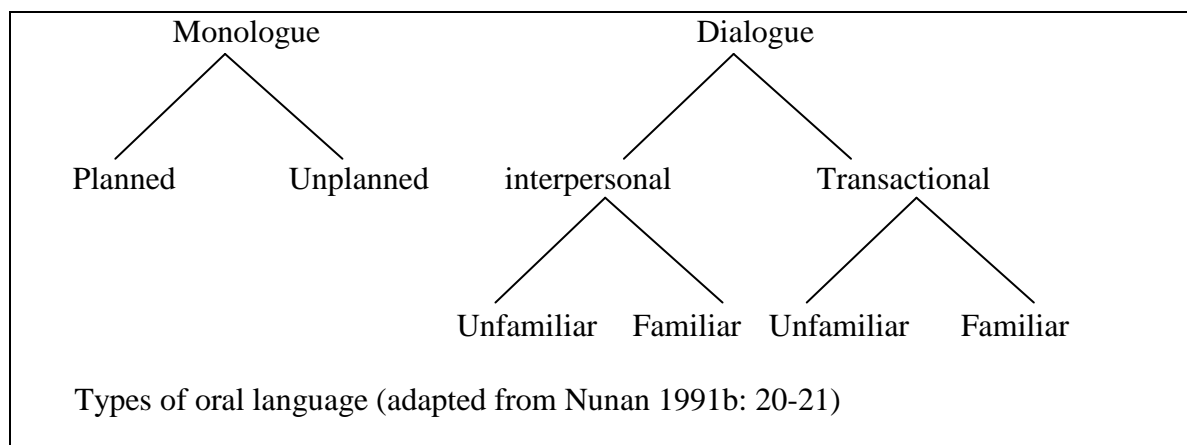 Monologue Dialogue
Planned Unplanned interpersonal Transactional
Unfamiliar Familiar Unfamiliar Familiar
Types of oral language (adapted from Nunan 1991b: 20-21)